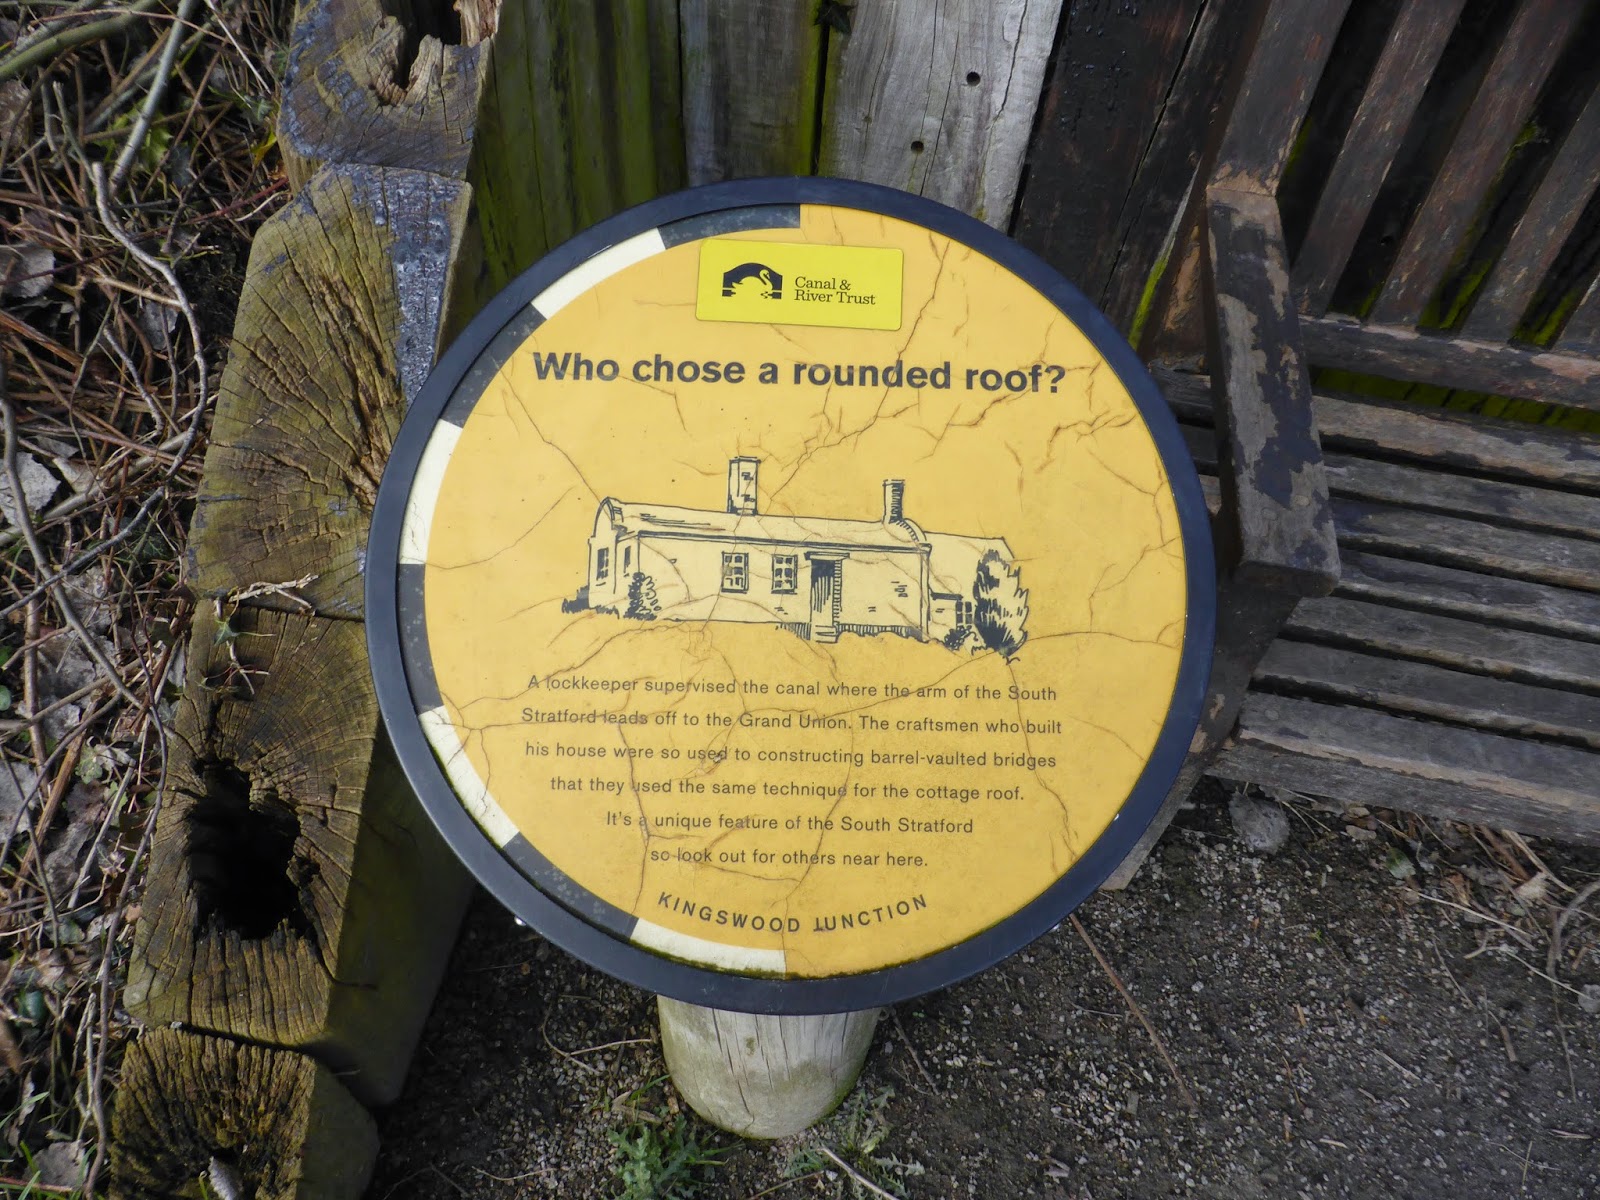 Canal &
River Trust
Who chose a rounded roof?
A lockkeeper supervised the canal where the arm of the South
Stratford leads off to the Grand Union. The craftsmen who built
his house were so used to constructing barrel-vaulted bridges
that they used the same technique for the cottage roof.
It's a unique feature of the South Stratford
so look out for others near here.
KINGSWOOD JUNCTION